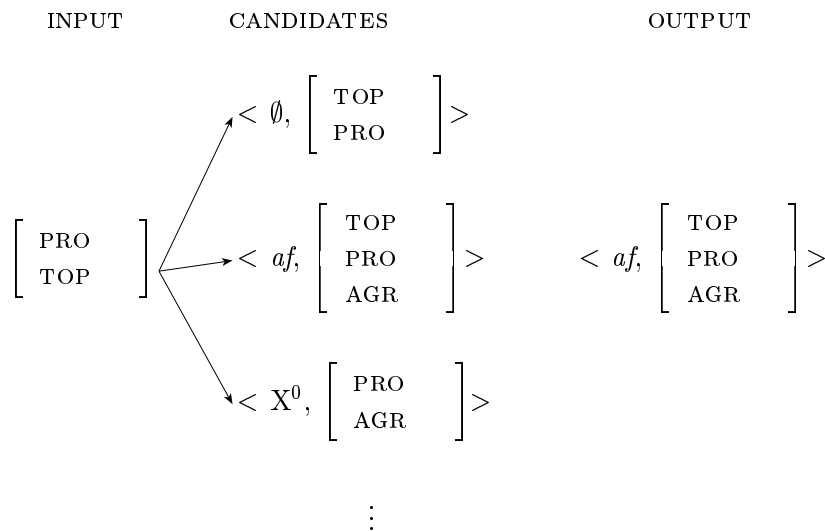 INPUT CANDIDATES OUTPUT
< ∅, [ TOP
PRO ] >
[ PRO
TOP ]
< af, [ TOP
PRO
AGR ] >
< af, [ TOP
PRO
AGR ] >
< X⁰, [ PRO
AGR ] >
⋮